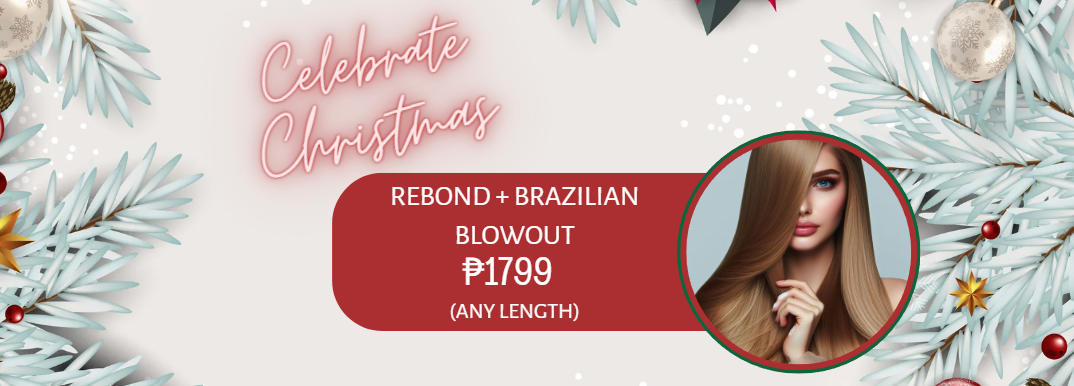 Celebrate
Christmas
REBOND + BRAZILIAN
BLOWOUT
₱1799
(ANY LENGTH)